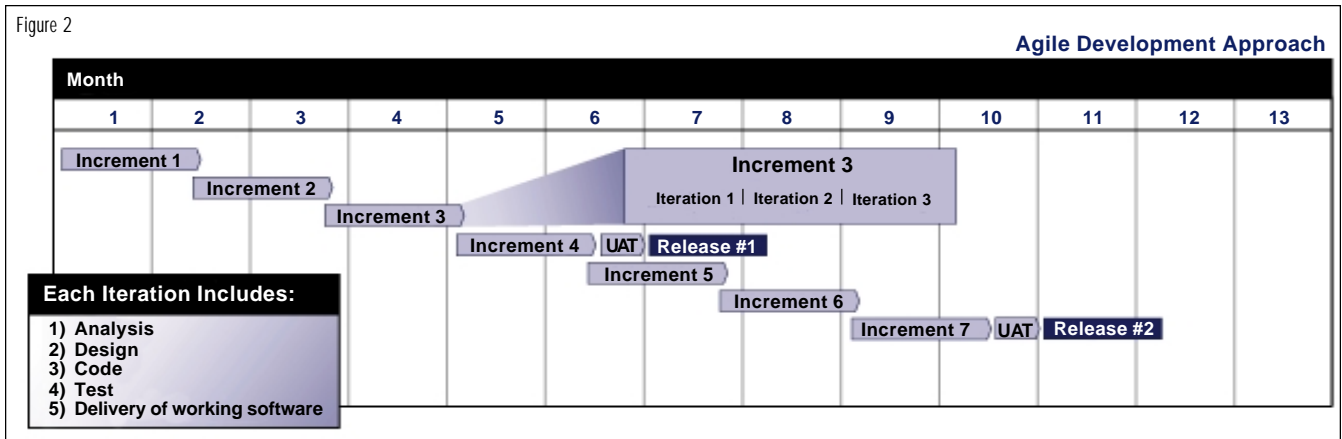 Figure 2
Agile Development Approach
Month
1 2 3 4 5 6 7 8 9 10 11 12 13
Increment 1
Increment 2
Increment 3
Increment 3
Iteration 1 | Iteration 2 | Iteration 3
Increment 4 UAT Release #1
Increment 5
Increment 6
Increment 7 UAT Release #2
Each Iteration Includes:
1) Analysis
2) Design
3) Code
4) Test
5) Delivery of working software